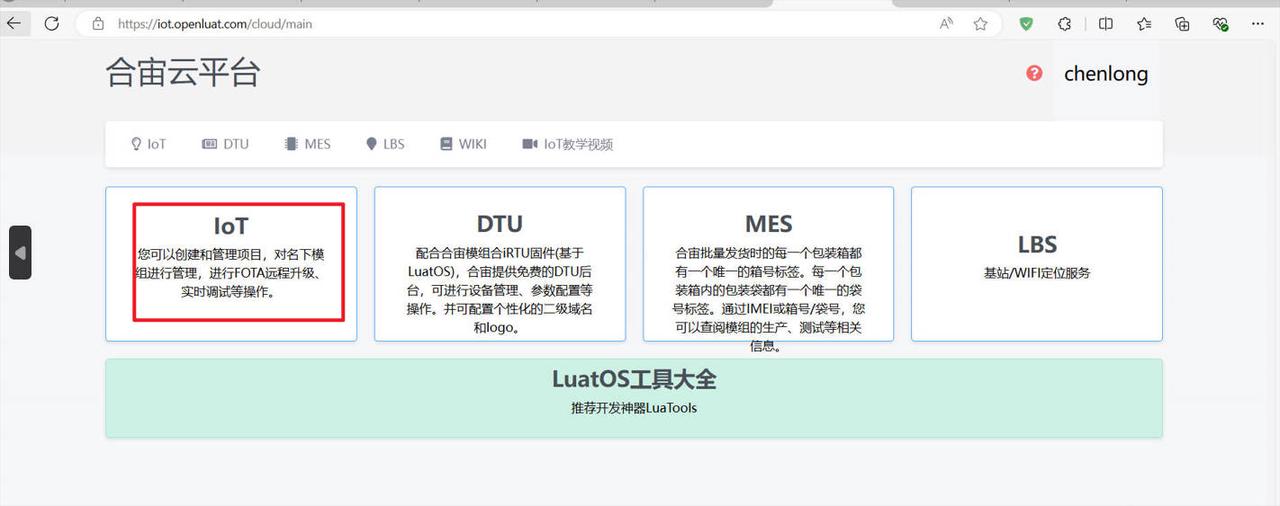 https://iot.openluat.com/cloud/main
合宙云平台
chenlong
IoT
DTU
MES
LBS
WIKI
IoT教学视频
IoT
您可以创建和管理项目，对名下模
组进行管理，进行FOTA远程升级、
实时调试等操作。
DTU
配合合宙模组合iRTU固件(基于
LuatOS)，合宙提供免费的DTU后
台，可进行设备管理、参数配置等
操作。并可配置个性化的二级域名
和logo。
MES
合宙批量发货时的每一个包装箱都
有一个唯一的箱号标签。每一个包
装箱内的包装袋都有一个唯一的袋
号标签。通过IMEI或箱号/袋号，您
可以查阅模组的生产、测试等相关
信息。
LBS
基站/WIFI定位服务
LuatOS工具大全
推荐开发神器LuaTools